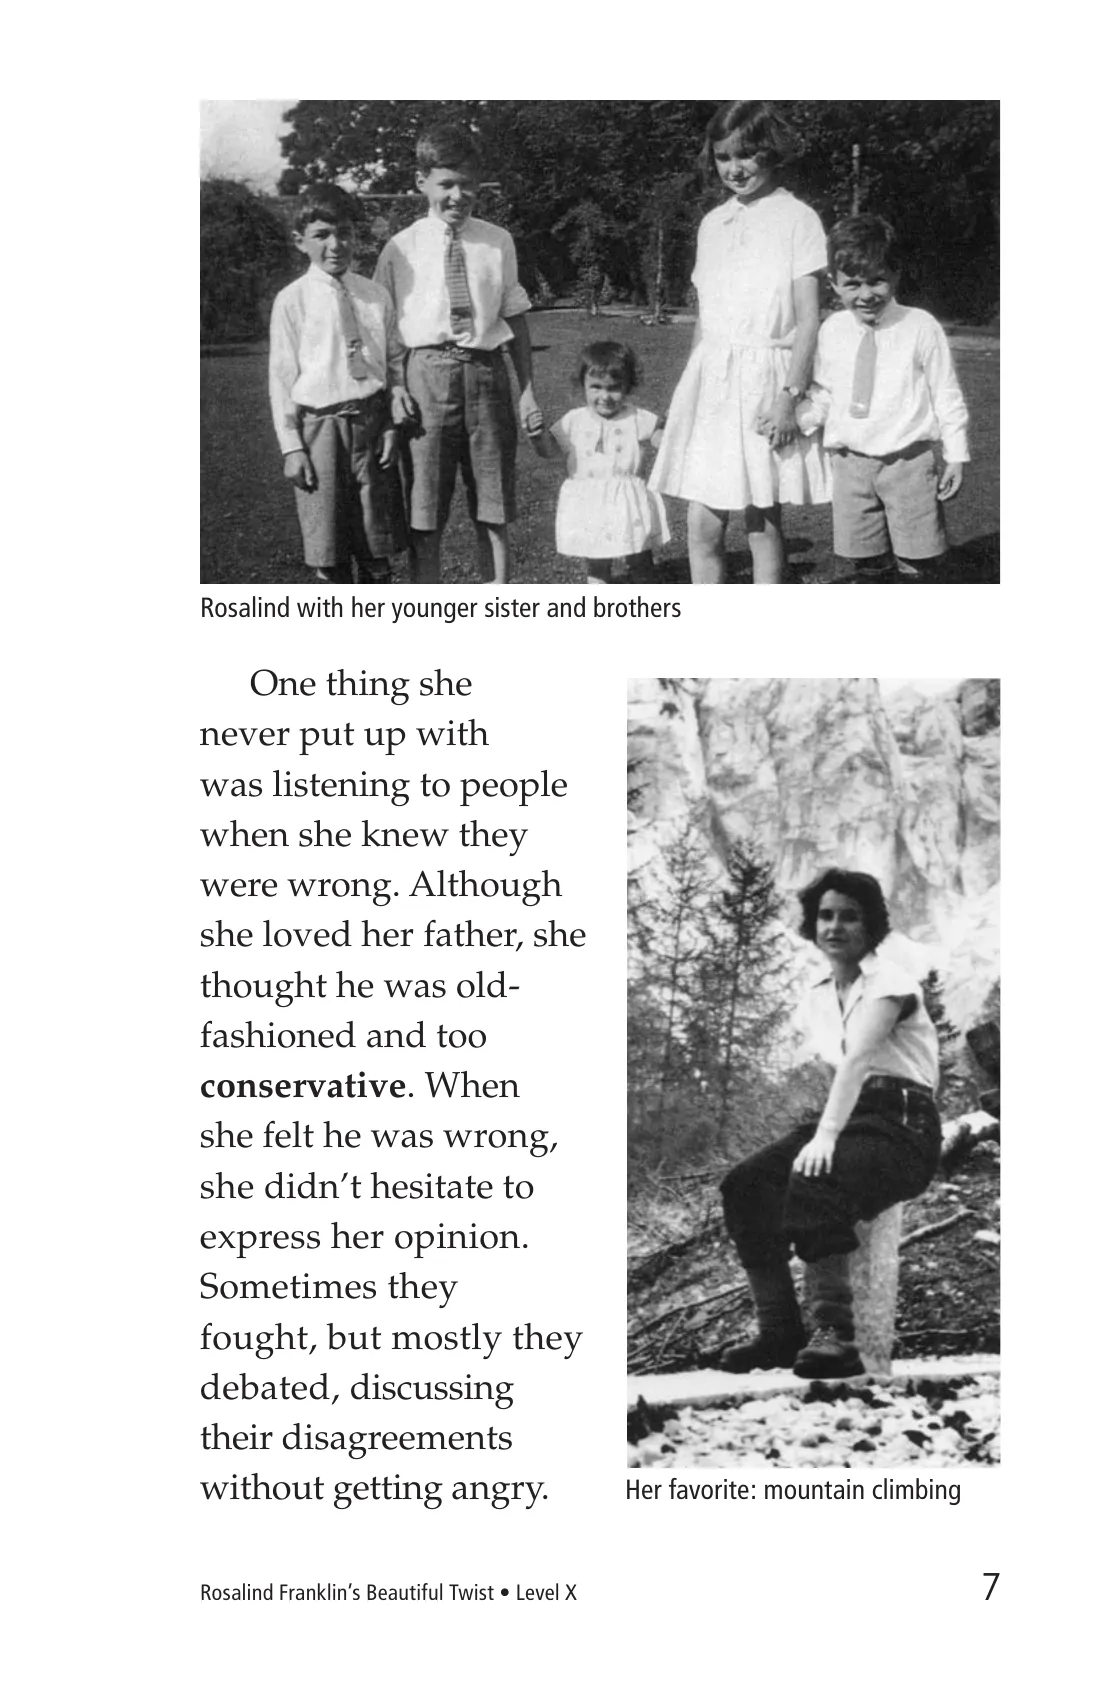 Rosalind with her younger sister and brothers
One thing she
never put up with
was listening to people
when she knew they
were wrong. Although
she loved her father, she
thought he was old-
fashioned and too
conservative. When
she felt he was wrong,
she didn’t hesitate to
express her opinion.
Sometimes they
fought, but mostly they
debated, discussing
their disagreements
without getting angry.
Her favorite: mountain climbing
Rosalind Franklin’s Beautiful Twist • Level X
7